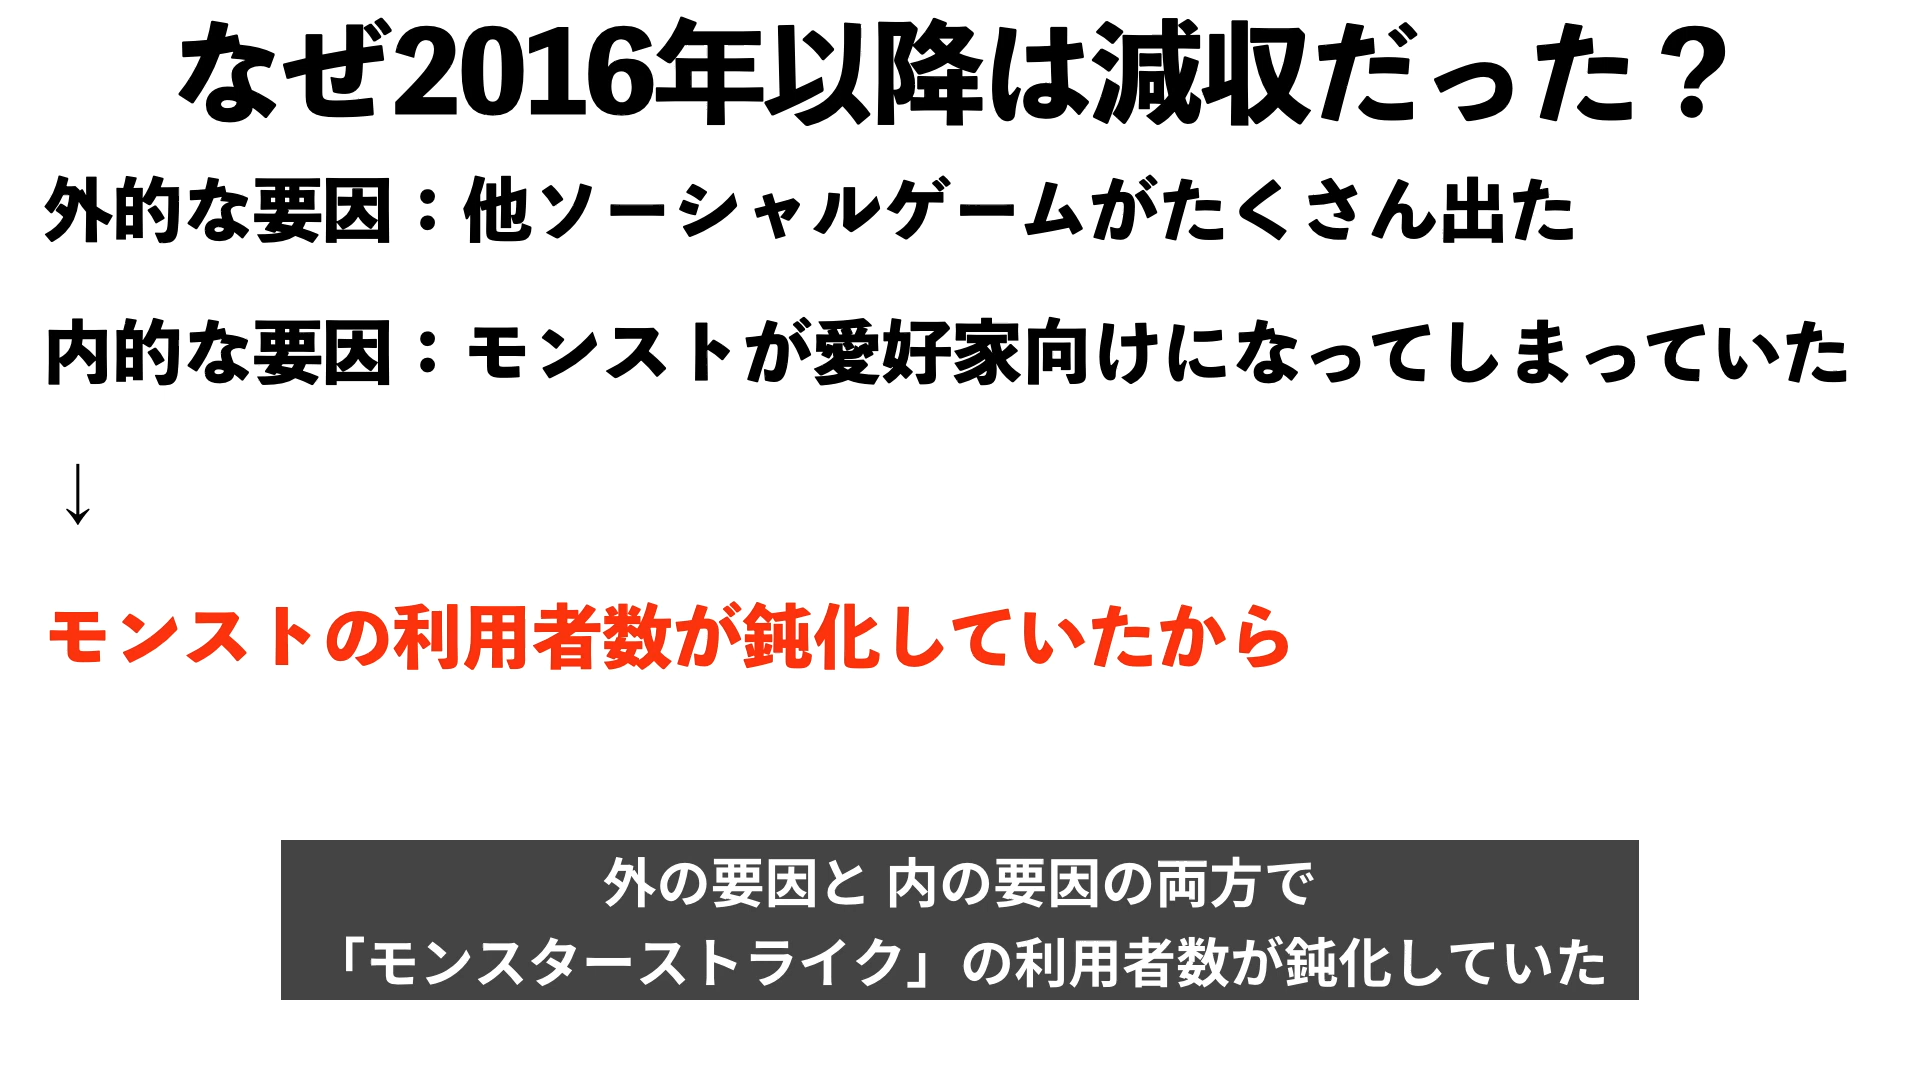 なぜ2016年以降は減収だった？
外的な要因：他ソーシャルゲームがたくさん出た
内的な要因：モンストが愛好家向けになってしまっていた
↓
モンストの利用者数が鈍化していたから
外の要因と 内の要因の両方で
「モンスターストライク」の利用者数が鈍化していた